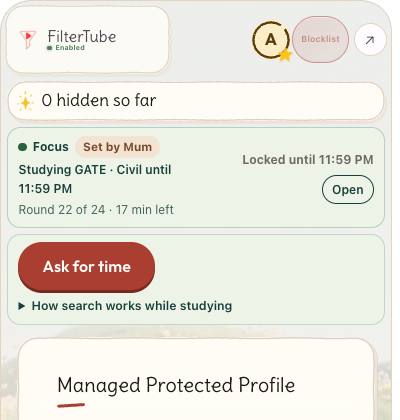 FilterTube
Enabled
A
Blocklist
0 hidden so far
Focus
Set by Mum
Studying GATE · Civil until
11:59 PM
Round 22 of 24 · 17 min left
Locked until 11:59 PM
Open
Ask for time
How search works while studying
Managed Protected Profile